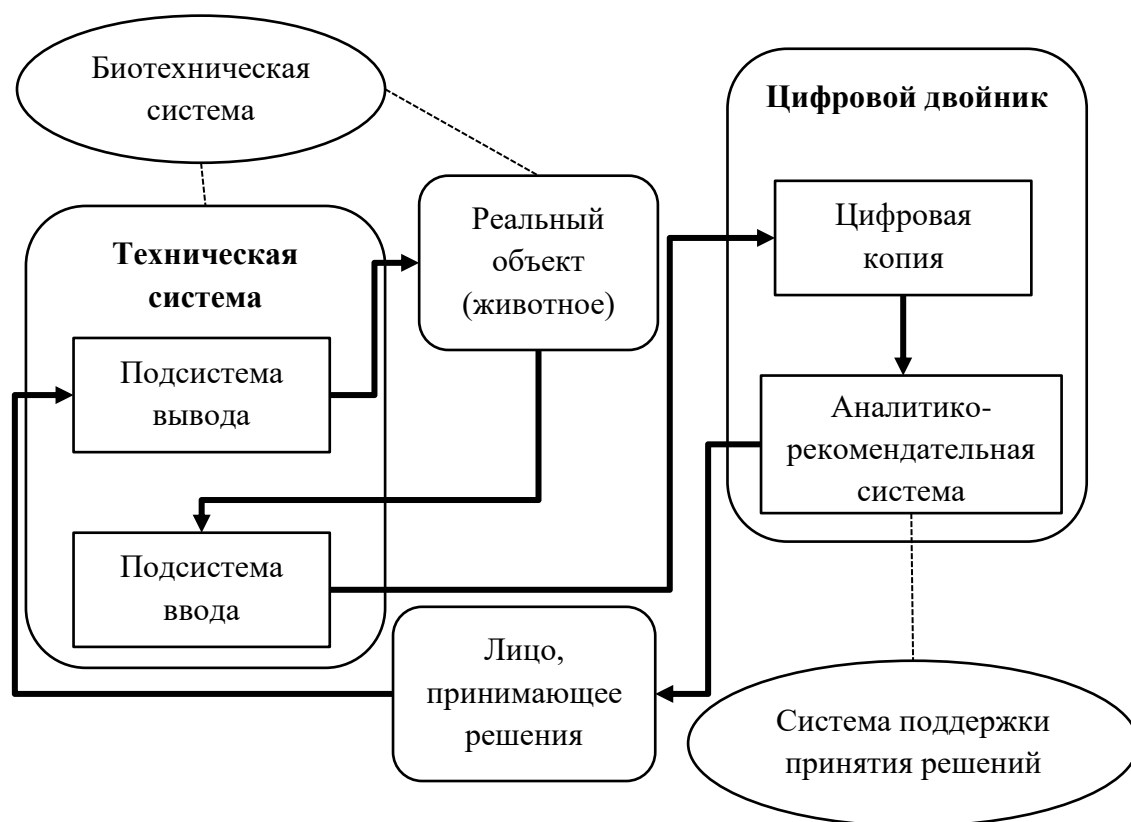 Биотехническая
система
Цифровой двойник
Реальный
объект
(животное)
Цифровая
копия
Техническая
система
Подсистема
вывода
Аналитико-
рекомендательная
система
Подсистема
ввода
Лицо,
принимающее
решения
Система поддержки
принятия решений